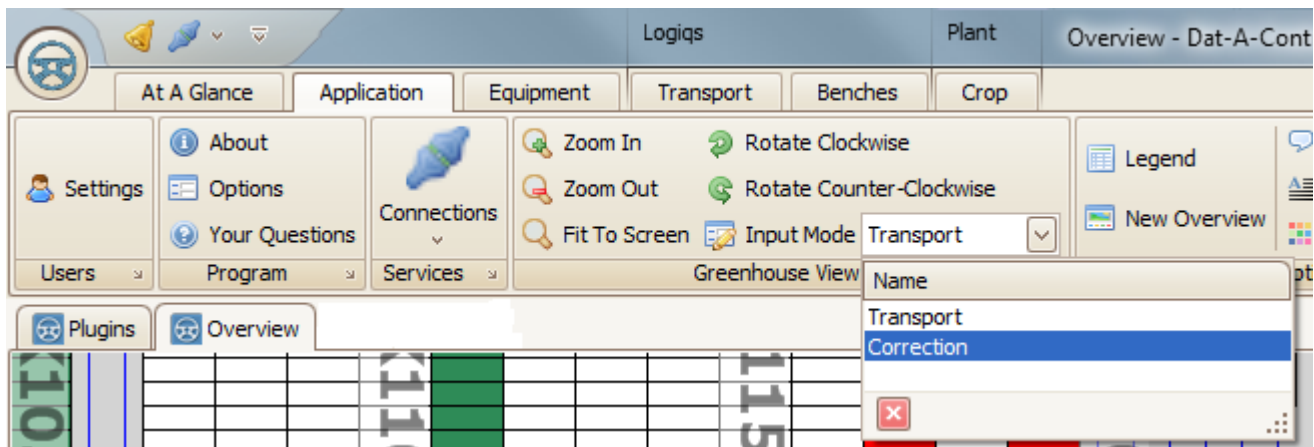 Logiqs Plant Overview - Dat-A-Cont
At A Glance Application Equipment Transport Benches Crop
About Zoom In Rotate Clockwise
Settings Options Connections Zoom Out Rotate Counter-Clockwise Legend
Your Questions Fit To Screen Input Mode Transport New Overview
Users Program Services Greenhouse View
Name
Plugins Overview
Transport
Correction
K110
115